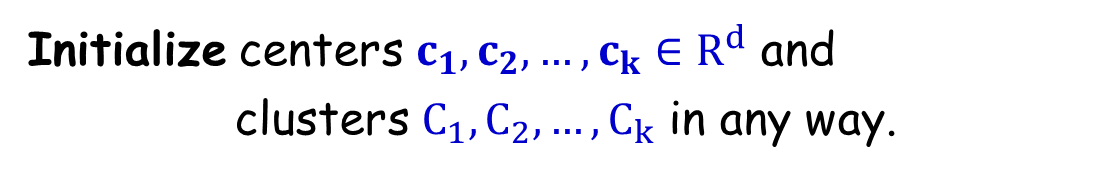 Initialize centers c₁, c₂, … , cₖ ∈ Rᵈ and
clusters C₁, C₂, … , Cₖ in any way.